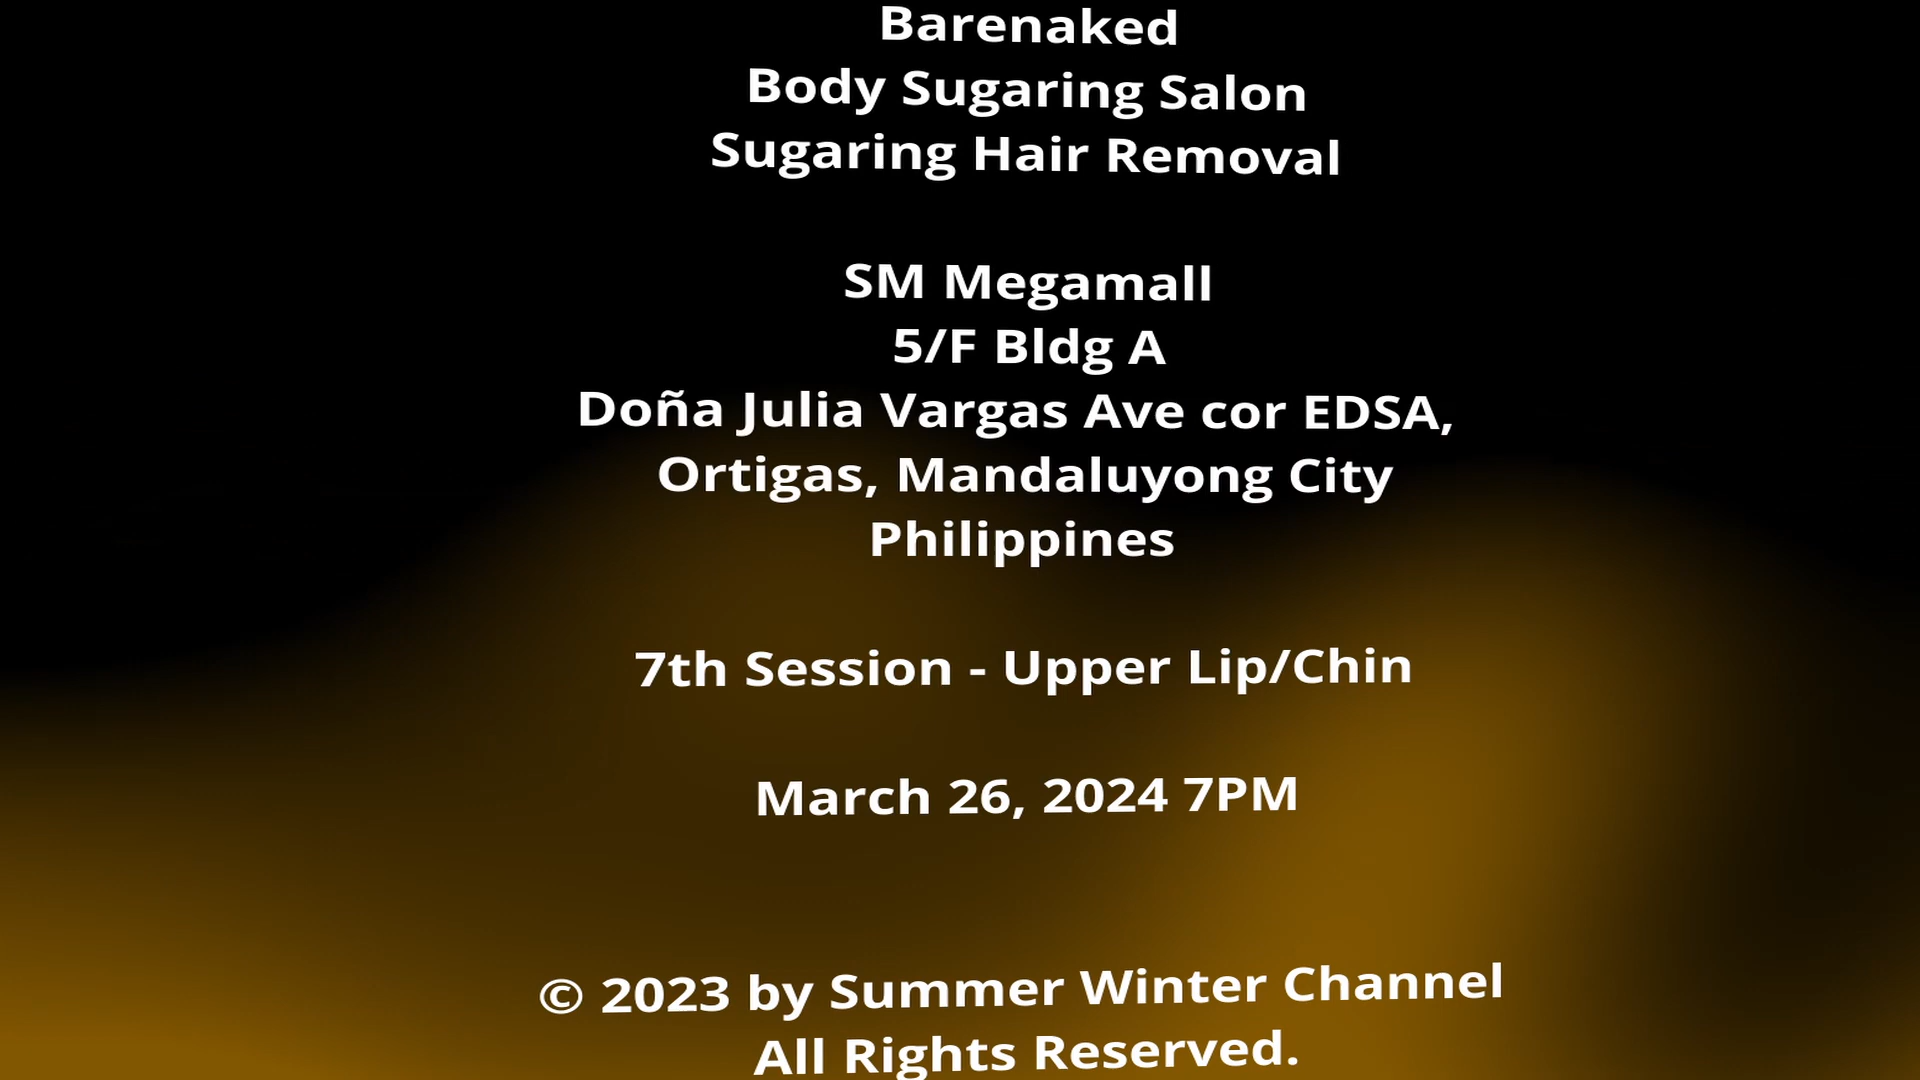 Barenaked
Body Sugaring Salon
Sugaring Hair Removal
SM Megamall
5/F Bldg A
Doña Julia Vargas Ave cor EDSA,
Ortigas, Mandaluyong City
Philippines
7th Session - Upper Lip/Chin
March 26, 2024 7PM
© 2023 by Summer Winter Channel
All Rights Reserved.